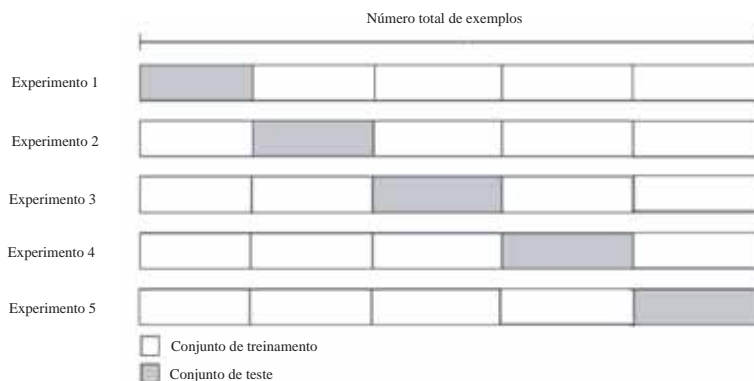 Número total de exemplos
Experimento 1
Experimento 2
Experimento 3
Experimento 4
Experimento 5
Conjunto de treinamento
Conjunto de teste